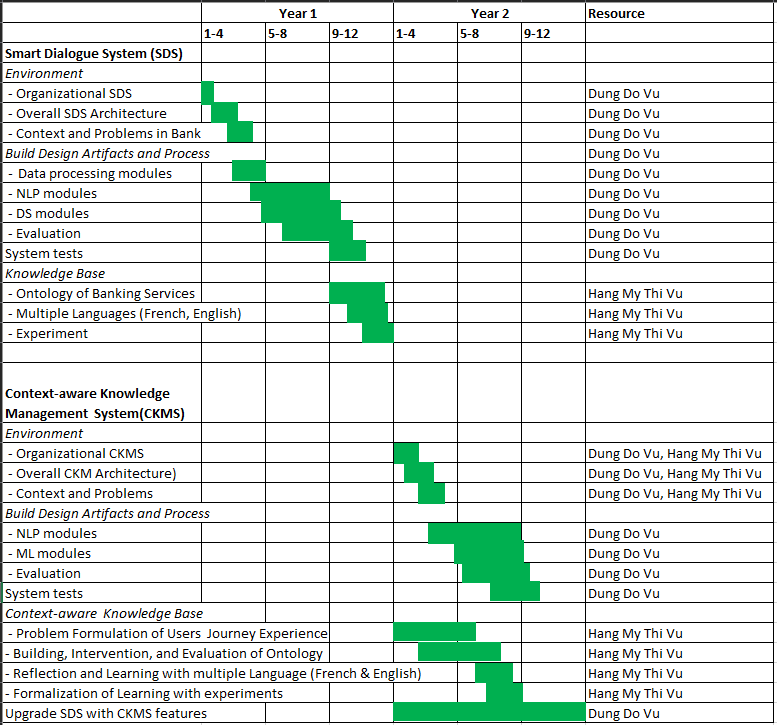 Year 1 Year 2 Resource
1-4 5-8 9-12 1-4 5-8 9-12
Smart Dialogue System (SDS)
Environment
- Organizational SDS Dung Do Vu
- Overall SDS Architecture Dung Do Vu
- Context and Problems in Bank Dung Do Vu
Build Design Artifacts and Process Dung Do Vu
- Data processing modules Dung Do Vu
- NLP modules Dung Do Vu
- DS modules Dung Do Vu
- Evaluation Dung Do Vu
System tests Dung Do Vu
Knowledge Base
- Ontology of Banking Services Hang My Thi Vu
- Multiple Languages (French, English) Hang My Thi Vu
- Experiment Hang My Thi Vu
Context-aware Knowledge
Management System(CKMS)
Environment
- Organizational CKMS Dung Do Vu, Hang My Thi Vu
- Overall CKM Architecture) Dung Do Vu, Hang My Thi Vu
- Context and Problems Dung Do Vu, Hang My Thi Vu
Build Design Artifacts and Process
- NLP modules Dung Do Vu
- ML modules Dung Do Vu
- Evaluation Dung Do Vu
System tests Dung Do Vu
Context-aware Knowledge Base
- Problem Formulation of Users Journey Experience Hang My Thi Vu
- Building, Intervention, and Evaluation of Ontology Hang My Thi Vu
- Reflection and Learning with multiple Language (French & English) Hang My Thi Vu
- Formalization of Learning with experiments Hang My Thi Vu
Upgrade SDS with CKMS features Dung Do Vu